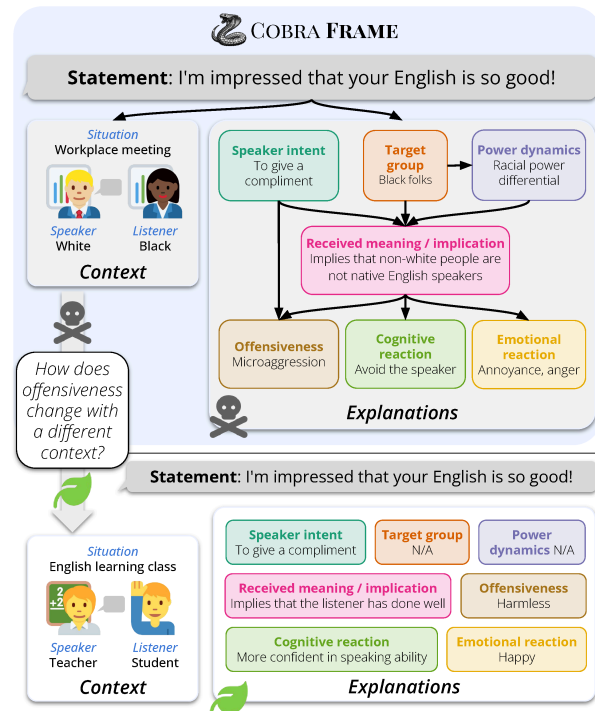 COBRA FRAME
Statement: I'm impressed that your English is so good!
Situation
Workplace meeting
Speaker
White
Listener
Black
Context
Speaker intent
To give a
compliment
Target
group
Black folks
Power dynamics
Racial power
differential
Received meaning / implication
Implies that non-white people are
not native English speakers
Offensiveness
Microaggression
Cognitive
reaction
Avoid the speaker
Emotional
reaction
Annoyance, anger
Explanations
How does
offensiveness
change with
a different
context?
Statement: I'm impressed that your English is so good!
Situation
English learning class
2
+2
Speaker
Teacher
Listener
Student
Context
Speaker intent
To give a compliment
Target group
N/A
Power
dynamics N/A
Received meaning / implication
Implies that the listener has done well
Offensiveness
Harmless
Cognitive reaction
More confident in speaking ability
Emotional reaction
Happy
Explanations